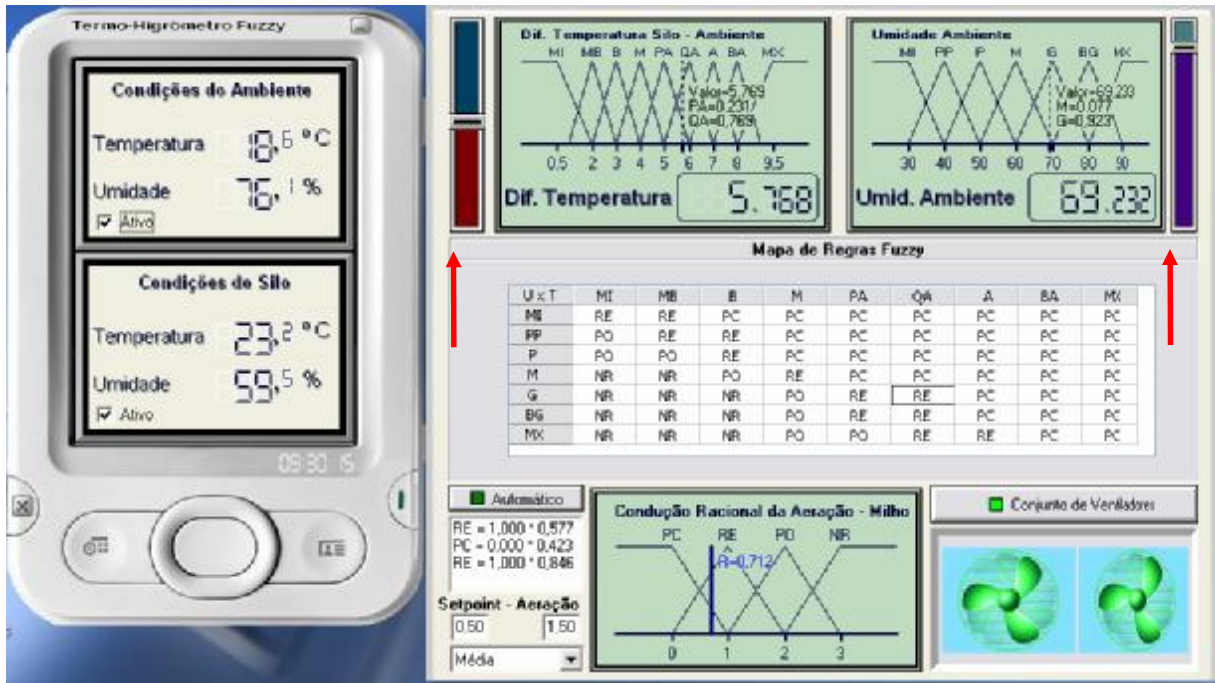 Termo-Higrômetro Fuzzy
Condições do Ambiente
Temperatura 18,6 °C
Umidade 76,1 %
Ativo
Condições do Silo
Temperatura 23,2 °C
Umidade 59,5 %
Ativo
09:30 15
Dif. Temperatura Silo - Ambiente
MI MB B M PA QA A BA MX
Valor=5,769
PA=0,231
QA=0,769
0.5 2 3 4 5 6 7 8 9.5
Dif. Temperatura 5.768
Umidade Ambiente
MI PP P M G BG MX
Valor=69,233
M=0,077
G=0,923
30 40 50 60 70 80 90
Umid. Ambiente 69.232
Mapa de Regras Fuzzy
U x T MI MB B M PA QA A BA MX
MI RE RE PC PC PC PC PC PC PC
PP PO RE RE PC PC PC PC PC PC
P PO PO RE PC PC PC PC PC PC
M NR NR PO RE PC PC PC PC PC
G NR NR NR PO RE RE PC PC PC
BG NR NR NR PO RE RE PC PC PC
MX NR NR NR PO PO RE RE PC PC
Automático
RE = 1,000 * 0,577
PC = 0,000 * 0,423
RE = 1,000 * 0,846
Setpoint - Aeração
0,50 1,50
Média
Condução Racional da Aeração - Milho
PC RE PO NR
R=0,712
0 1 2 3
Conjunto de Ventiladores